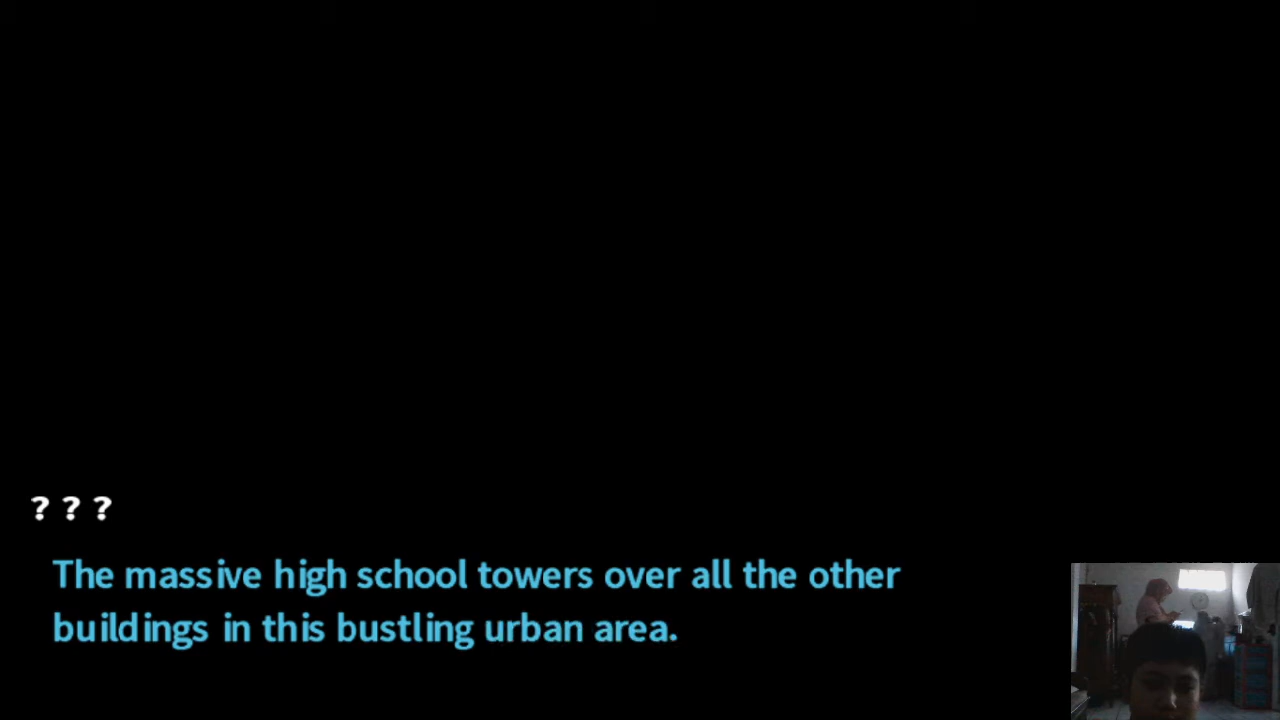 ? ? ?
The massive high school towers over all the other
buildings in this bustling urban area.